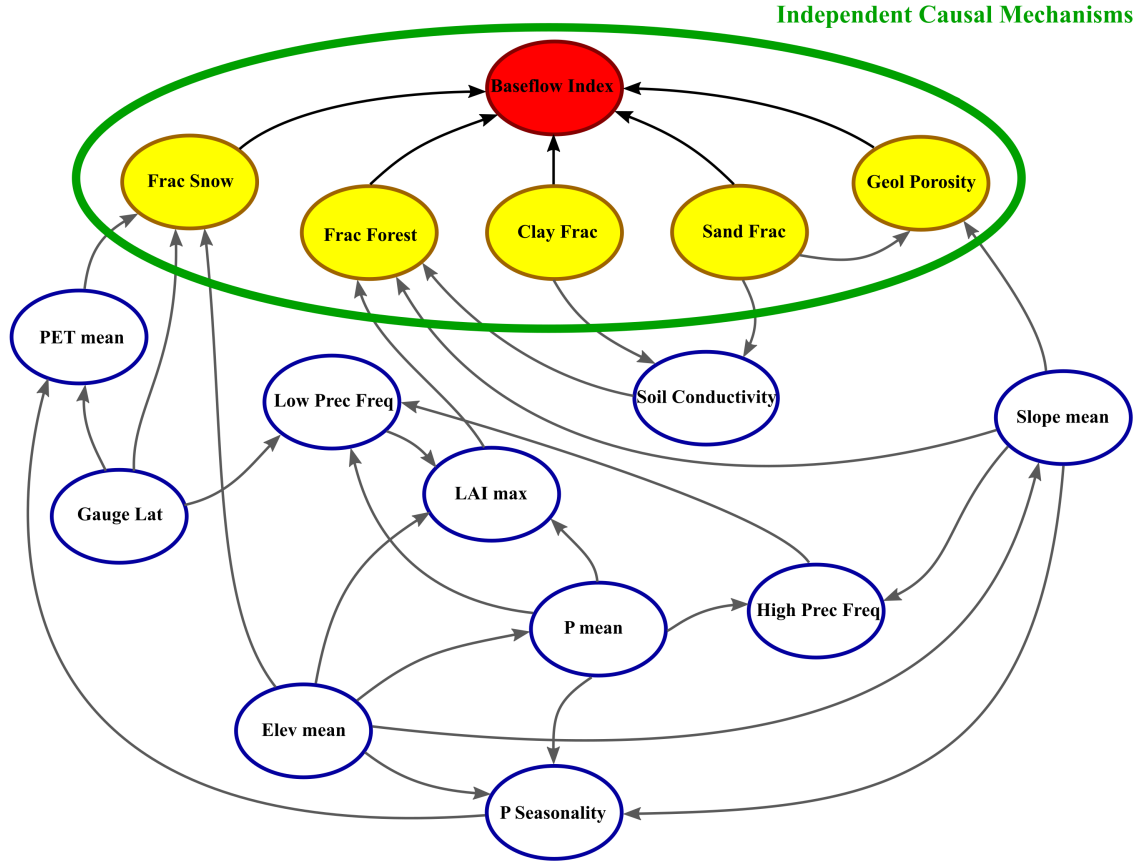 Independent Causal Mechanisms
Baseflow Index
Frac Snow
Geol Porosity
Frac Forest
Clay Frac
Sand Frac
PET mean
Low Prec Freq
Soil Conductivity
Slope mean
LAI max
Gauge Lat
High Prec Freq
P mean
Elev mean
P Seasonality